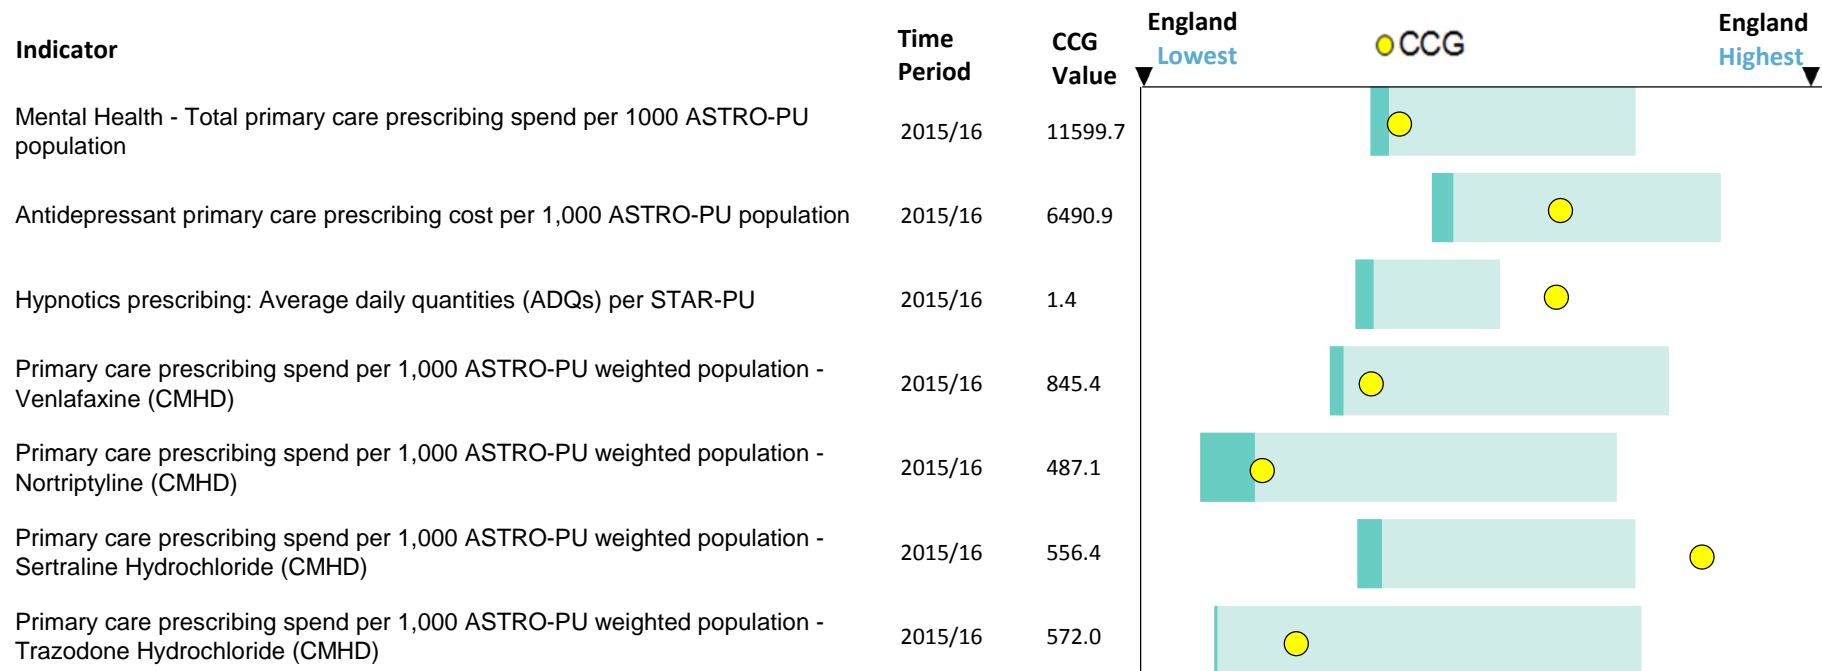 Indicator
Time
Period
CCG
Value
England
Lowest
CCG
England
Highest
Mental Health - Total primary care prescribing spend per 1000 ASTRO-PU
population
2015/16
11599.7
Antidepressant primary care prescribing cost per 1,000 ASTRO-PU population
2015/16
6490.9
Hypnotics prescribing: Average daily quantities (ADQs) per STAR-PU
2015/16
1.4
Primary care prescribing spend per 1,000 ASTRO-PU weighted population -
Venlafaxine (CMHD)
2015/16
845.4
Primary care prescribing spend per 1,000 ASTRO-PU weighted population -
Nortriptyline (CMHD)
2015/16
487.1
Primary care prescribing spend per 1,000 ASTRO-PU weighted population -
Sertraline Hydrochloride (CMHD)
2015/16
556.4
Primary care prescribing spend per 1,000 ASTRO-PU weighted population -
Trazodone Hydrochloride (CMHD)
2015/16
572.0